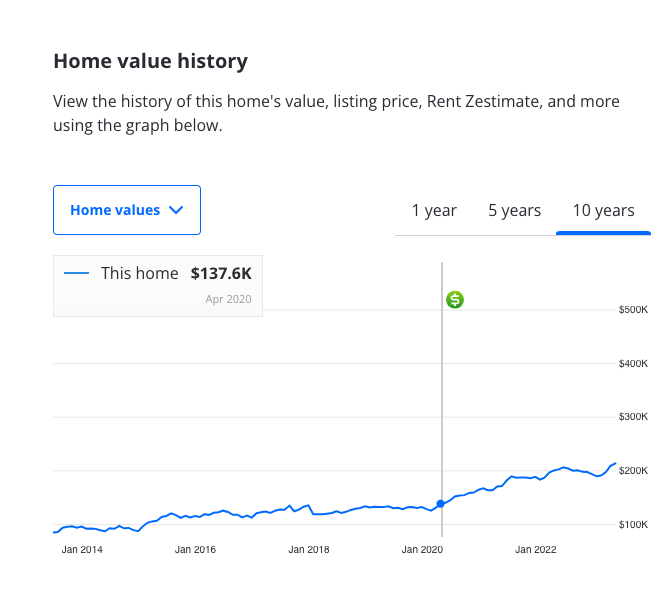 Home value history
View the history of this home's value, listing price, Rent Zestimate, and more
using the graph below.
Home values
1 year 5 years 10 years
This home $137.6K
Apr 2020
$
$500K
$400K
$300K
$200K
$100K
Jan 2014 Jan 2016 Jan 2018 Jan 2020 Jan 2022